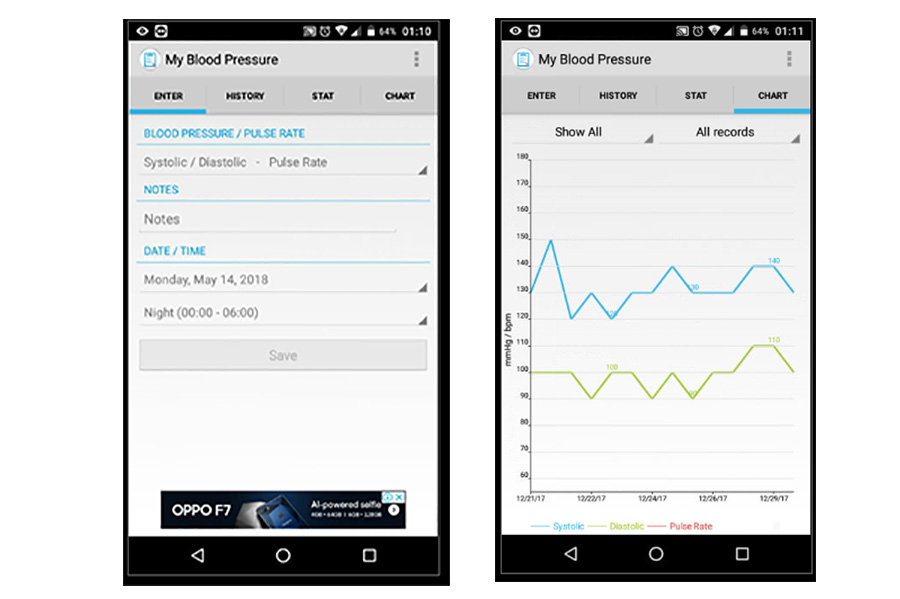 64% 01:10
My Blood Pressure
ENTER HISTORY STAT CHART
BLOOD PRESSURE / PULSE RATE
Systolic / Diastolic - Pulse Rate
NOTES
Notes
DATE / TIME
Monday, May 14, 2018
Night (00:00 - 06:00)
Save
OPPO F7
AI-powered selfie
64% 01:11
My Blood Pressure
ENTER HISTORY STAT CHART
Show All All records
mmHg / bpm
180
170
160
150
140
130
120
110
100
90
80
70
60
140
130
120
110
100
90
12/21/17 12/22/17 12/24/17 12/26/17 12/29/17
Systolic Diastolic Pulse Rate